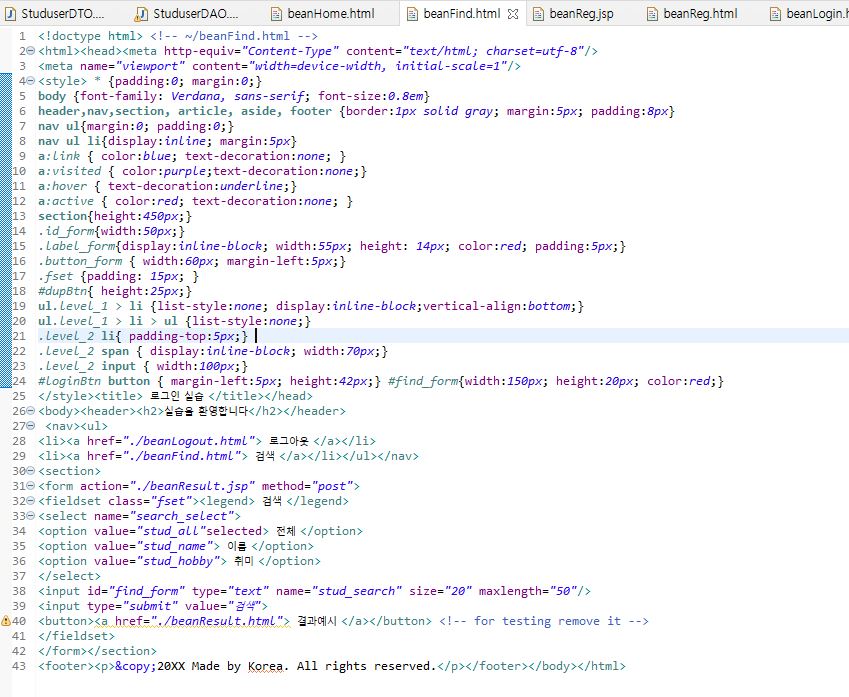 StuduserDTO....
StuduserDAO....
beanHome.html
beanFind.html
beanReg.jsp
beanReg.html
beanLogin.h
1 <!doctype html> <!-- ~/beanFind.html -->
2 <html><head><meta http-equiv="Content-Type" content="text/html; charset=utf-8"/>
3 <meta name="viewport" content="width=device-width, initial-scale=1"/>
4 <style> * {padding:0; margin:0;}
5 body {font-family: Verdana, sans-serif; font-size:0.8em}
6 header,nav,section, article, aside, footer {border:1px solid gray; margin:5px; padding:8px}
7 nav ul{margin:0; padding:0;}
8 nav ul li{display:inline; margin:5px}
9 a:link { color:blue; text-decoration:none; }
10 a:visited { color:purple;text-decoration:none;}
11 a:hover { text-decoration:underline;}
12 a:active { color:red; text-decoration:none; }
13 section{height:450px;}
14 .id_form{width:50px;}
15 .label_form{display:inline-block; width:55px; height: 14px; color:red; padding:5px;}
16 .button_form { width:60px; margin-left:5px;}
17 .fset {padding: 15px; }
18 #dupBtn{ height:25px;}
19 ul.level_1 > li {list-style:none; display:inline-block;vertical-align:bottom;}
20 ul.level_1 > li > ul {list-style:none;}
21 .level_2 li{ padding-top:5px;}
22 .level_2 span { display:inline-block; width:70px;}
23 .level_2 input { width:100px;}
24 #loginBtn button { margin-left:5px; height:42px;} #find_form{width:150px; height:20px; color:red;}
25 </style><title> 로그인 실습 </title></head>
26 <body><header><h2>실습을 환영합니다</h2></header>
27 <nav><ul>
28 <li><a href="./beanLogout.html"> 로그아웃 </a></li>
29 <li><a href="./beanFind.html"> 검색 </a></li></ul></nav>
30 <section>
31 <form action="./beanResult.jsp" method="post">
32 <fieldset class="fset"><legend> 검색 </legend>
33 <select name="search_select">
34 <option value="stud_all"selected> 전체 </option>
35 <option value="stud_name"> 이름 </option>
36 <option value="stud_hobby"> 취미 </option>
37 </select>
38 <input id="find_form" type="text" name="stud_search" size="20" maxlength="50"/>
39 <input type="submit" value="검색">
40 <button><a href="./beanResult.html"> 결과예시 </a></button> <!-- for testing remove it -->
41 </fieldset>
42 </form></section>
43 <footer><p>&copy;20XX Made by Korea. All rights reserved.</p></footer></body></html>